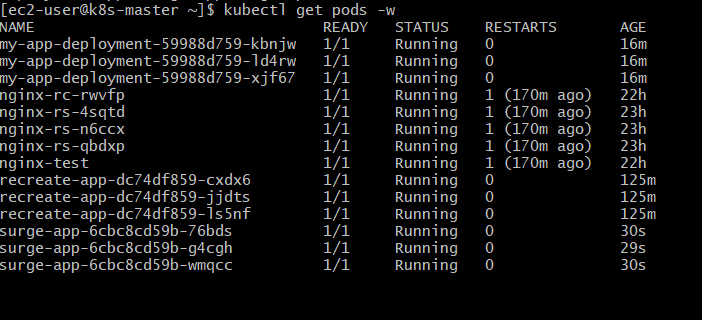 [ec2-user@k8s-master ~]$ kubectl get pods -w
NAME READY STATUS RESTARTS AGE
my-app-deployment-59988d759-kbnjw 1/1 Running 0 16m
my-app-deployment-59988d759-ld4rw 1/1 Running 0 16m
my-app-deployment-59988d759-xjf67 1/1 Running 0 16m
nginx-rc-rwvfp 1/1 Running 1 (170m ago) 22h
nginx-rs-4sqtd 1/1 Running 1 (170m ago) 23h
nginx-rs-n6ccx 1/1 Running 1 (170m ago) 23h
nginx-rs-qbdxp 1/1 Running 1 (170m ago) 23h
nginx-test 1/1 Running 1 (170m ago) 22h
recreate-app-dc74df859-cxdx6 1/1 Running 0 125m
recreate-app-dc74df859-jjdts 1/1 Running 0 125m
recreate-app-dc74df859-ls5nf 1/1 Running 0 125m
surge-app-6cbc8cd59b-76bds 1/1 Running 0 30s
surge-app-6cbc8cd59b-g4cgh 1/1 Running 0 29s
surge-app-6cbc8cd59b-wmqcc 1/1 Running 0 30s